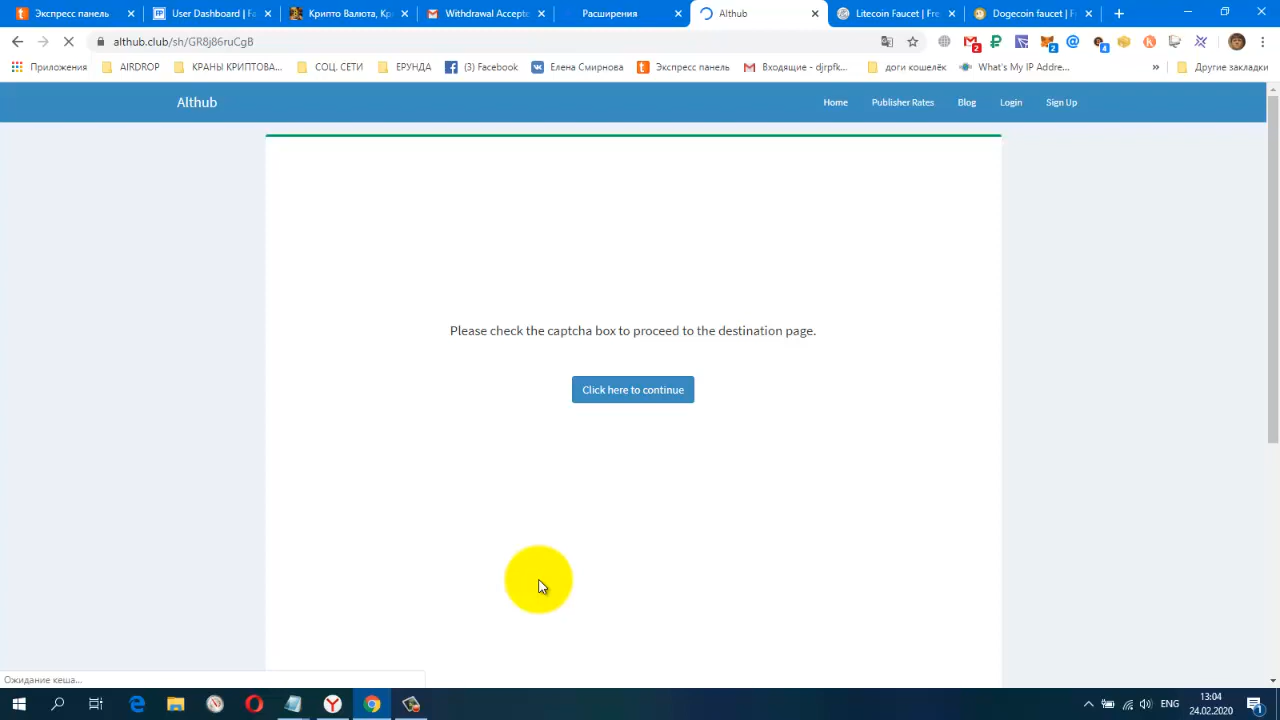 Экспресс панель
User Dashboard | Fa
Крипто Валюта, Кр
Withdrawal Accepte
Расширения
Althub
Litecoin Faucet | Fre
Dogecoin faucet | F
althub.club/sh/GR8j86ruCgB
Приложения
AIRDROP
КРАНЫ КРИПТОВА...
СОЦ. СЕТИ
ЕРУНДА
(3) Facebook
Елена Смирнова
Экспресс панель
Входящие - djrpfk...
доги кошелёк
What's My IP Addre...
»
Другие закладки
Althub
Home
Publisher Rates
Blog
Login
Sign Up
Please check the captcha box to proceed to the destination page.
Click here to continue
Ожидание кеша...
ENG
13:04
24.02.2020